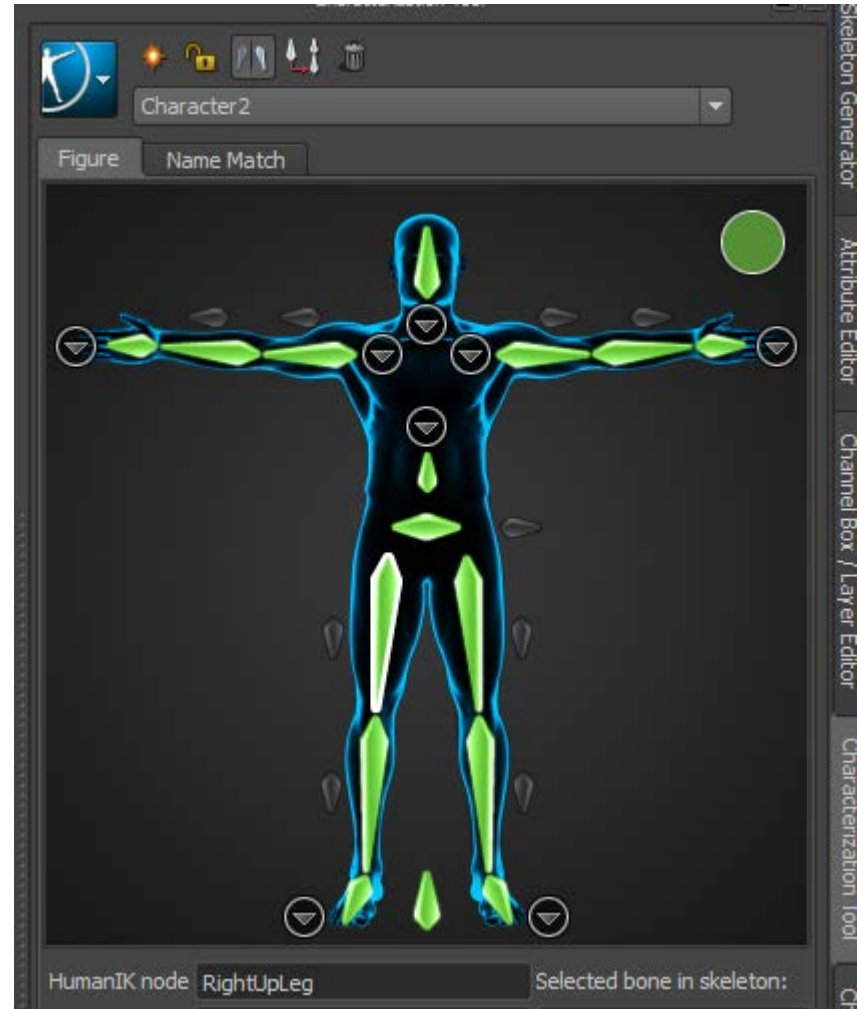 Character2
Figure
Name Match
HumanIK node
RightUpLeg
Selected bone in skeleton:
Skeleton Generator
Attribute Editor
Channel Box / Layer Editor
Characterization Tool